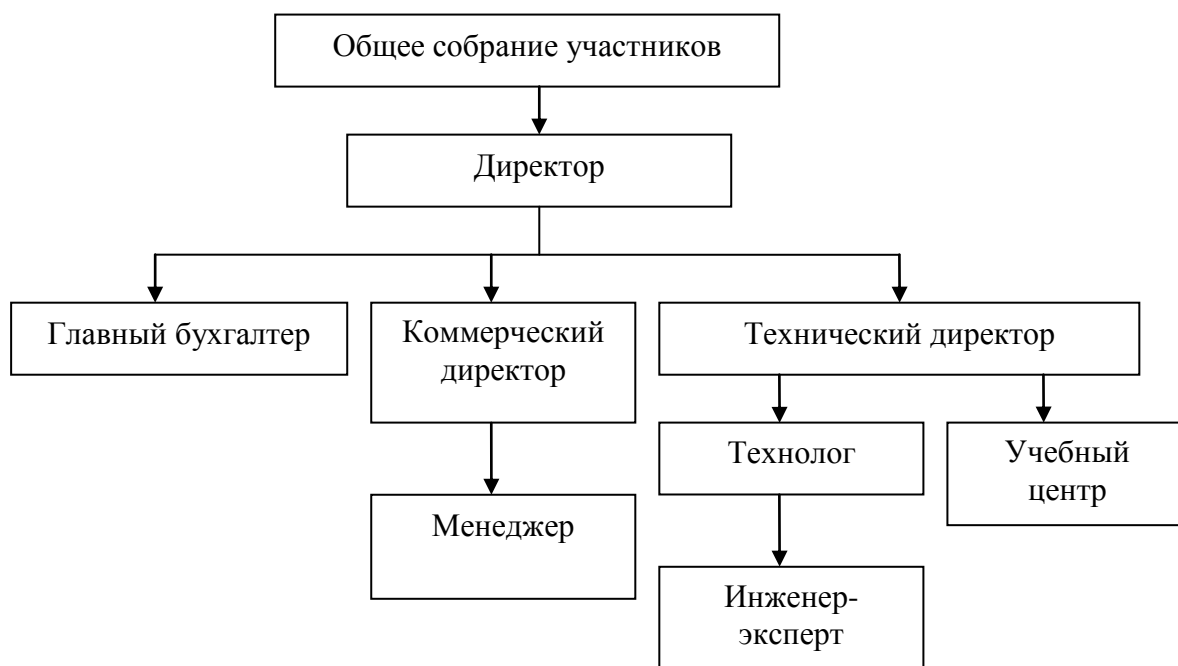 Общее собрание участников
Директор
Главный бухгалтер
Коммерческий
директор
Технический директор
Технолог
Учебный
центр
Менеджер
Инженер-
эксперт